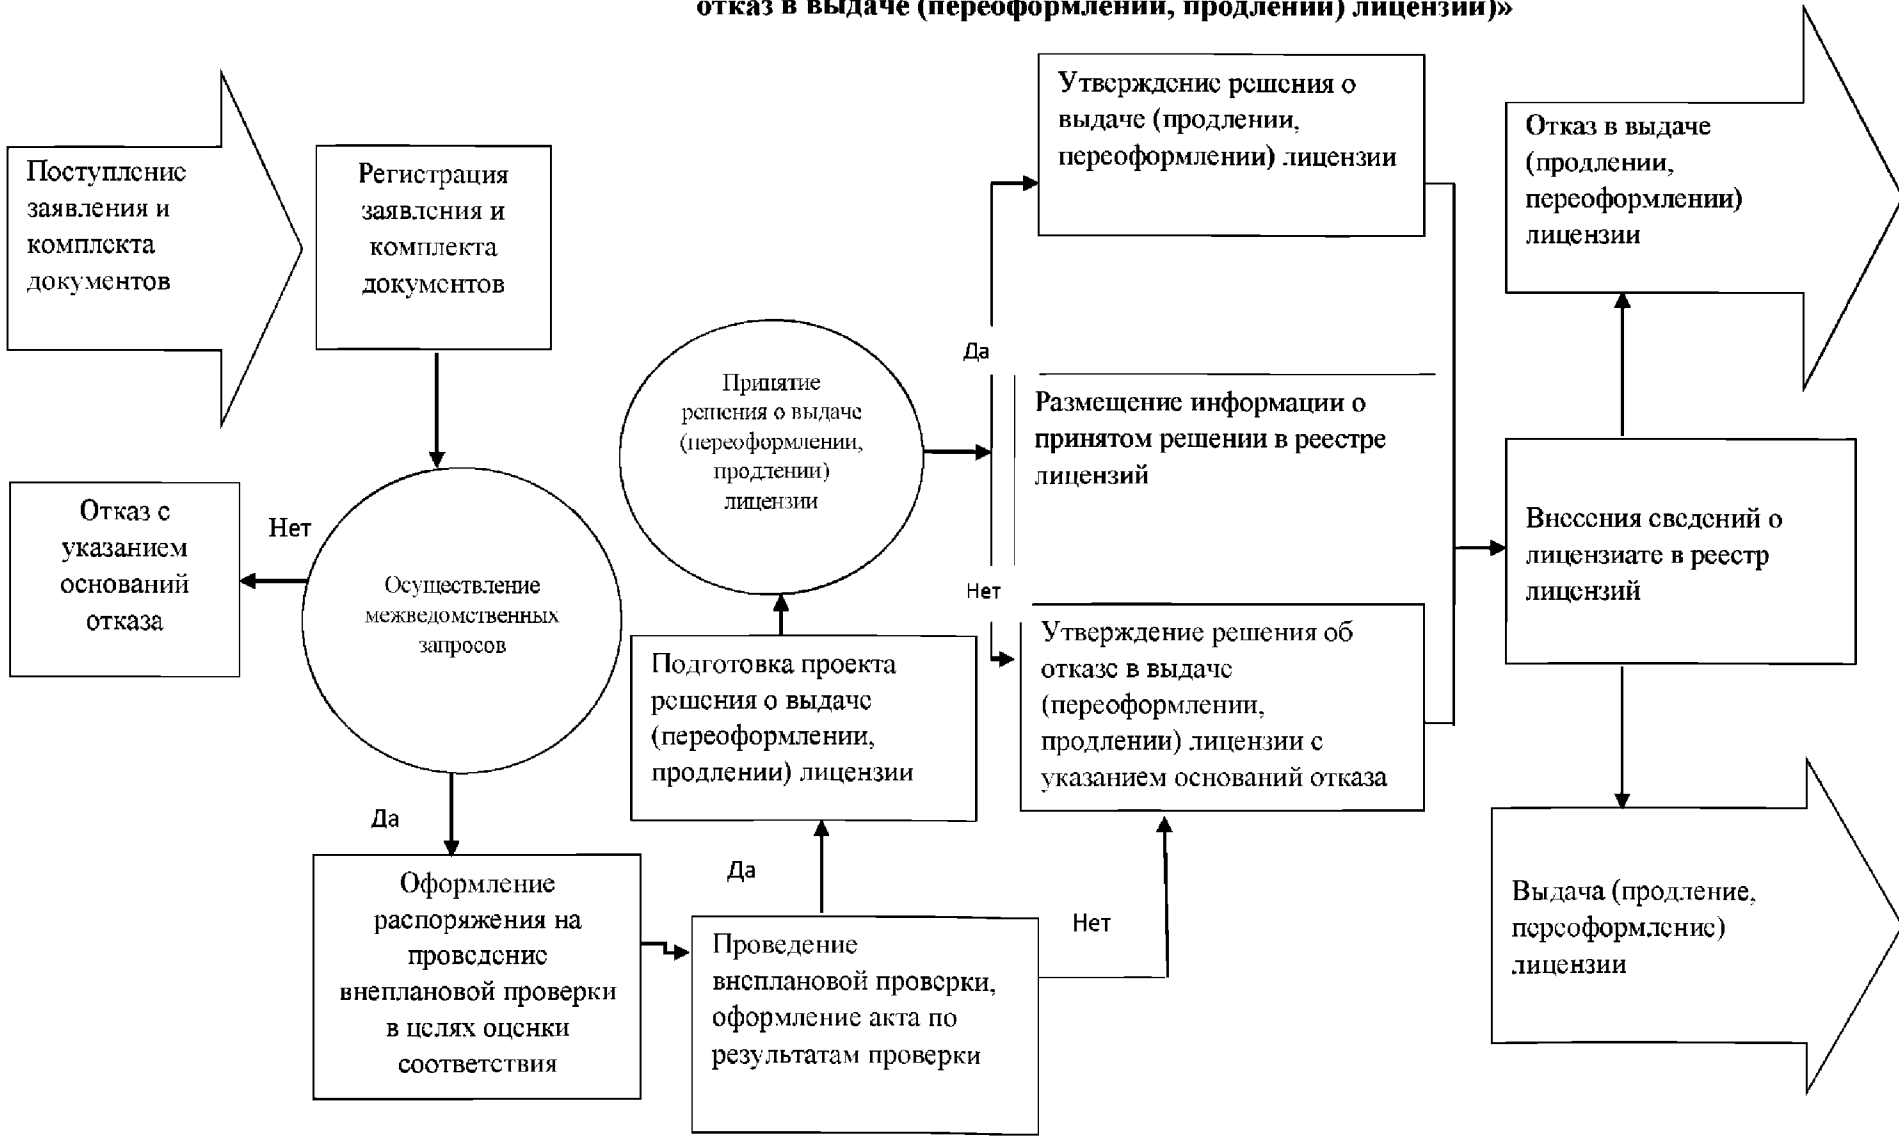 отказ в выдаче (переоформлении, продлении) лицензии)»
Поступление
заявления и
комплекта
документов
Регистрация
заявления и
комплекта
документов
Отказ с
указанием
оснований
отказа
Нет
Осуществление
межведомственных
запросов
Да
Оформление
распоряжения на
проведение
внеплановой проверки
в целях оценки
соответствия
Проведение
внеплановой проверки,
оформление акта по
результатам проверки
Да
Нет
Подготовка проекта
решения о выдаче
(переоформлении,
продлении) лицензии
Принятие
решения о выдаче
(переоформлении,
продлении)
лицензии
Да
Нет
Утверждение решения о
выдаче (продлении,
переоформлении) лицензии
Размещение информации о
принятом решении в реестре
лицензий
Утверждение решения об
отказе в выдаче
(переоформлении,
продлении) лицензии с
указанием оснований отказа
Отказ в выдаче
(продлении,
переоформлении)
лицензии
Внесения сведений о
лицензиате в реестр
лицензий
Выдача (продление,
переоформление)
лицензии